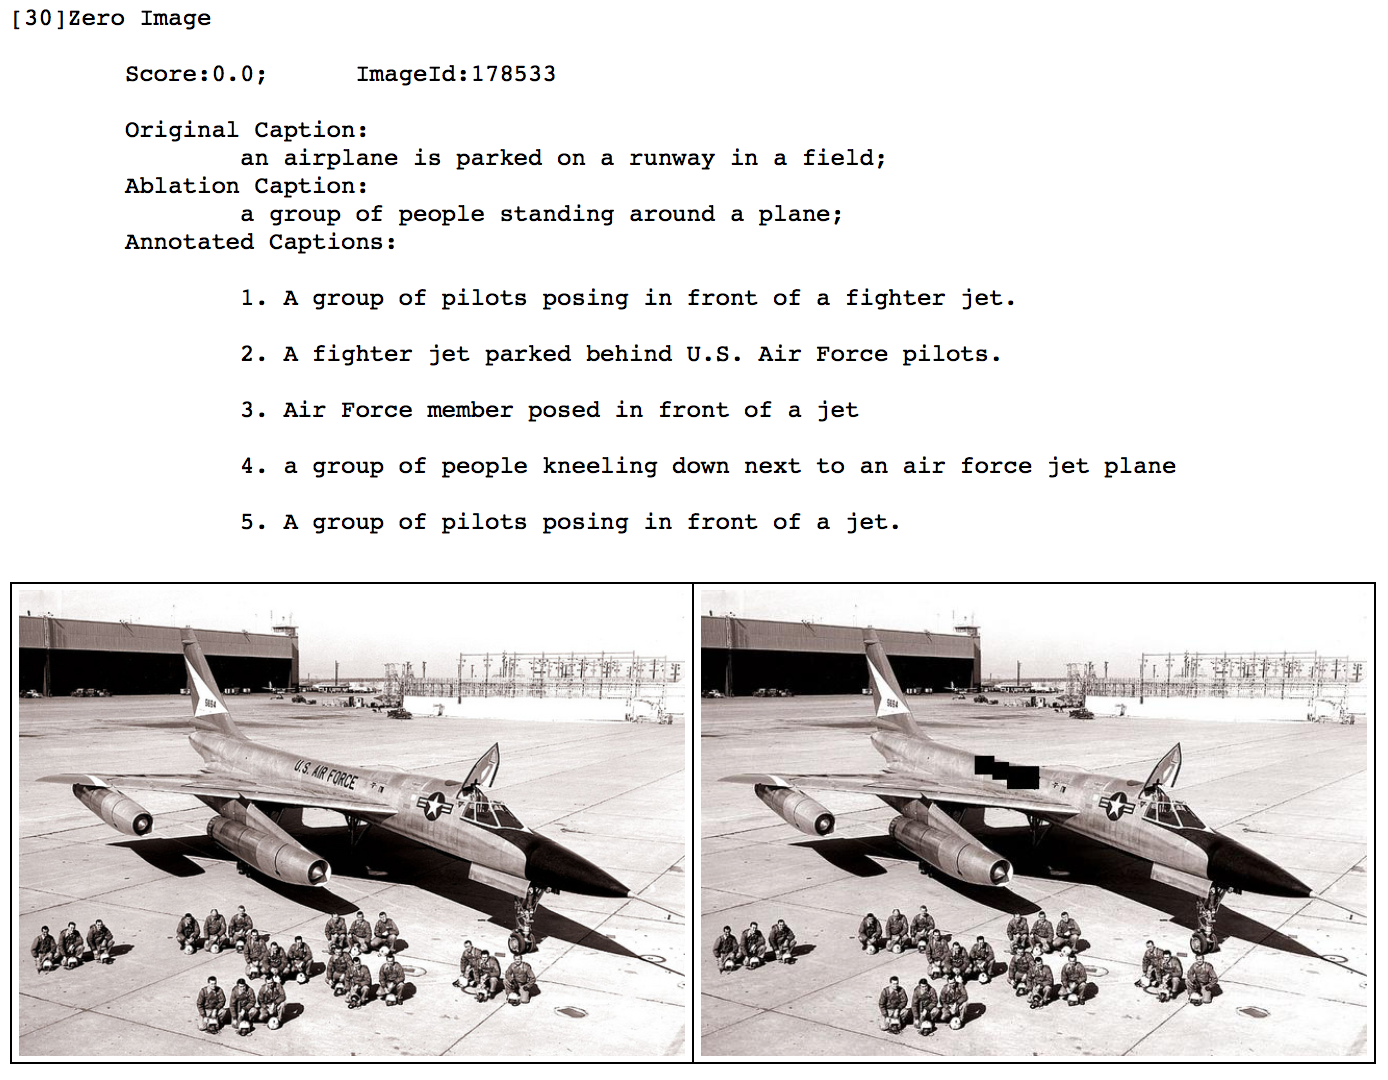 [30]Zero Image
Score:0.0; ImageId:178533
Original Caption:
an airplane is parked on a runway in a field;
Ablation Caption:
a group of people standing around a plane;
Annotated Captions:
1. A group of pilots posing in front of a fighter jet.
2. A fighter jet parked behind U.S. Air Force pilots.
3. Air Force member posed in front of a jet
4. a group of people kneeling down next to an air force jet plane
5. A group of pilots posing in front of a jet.
U.S. AIR FORCE